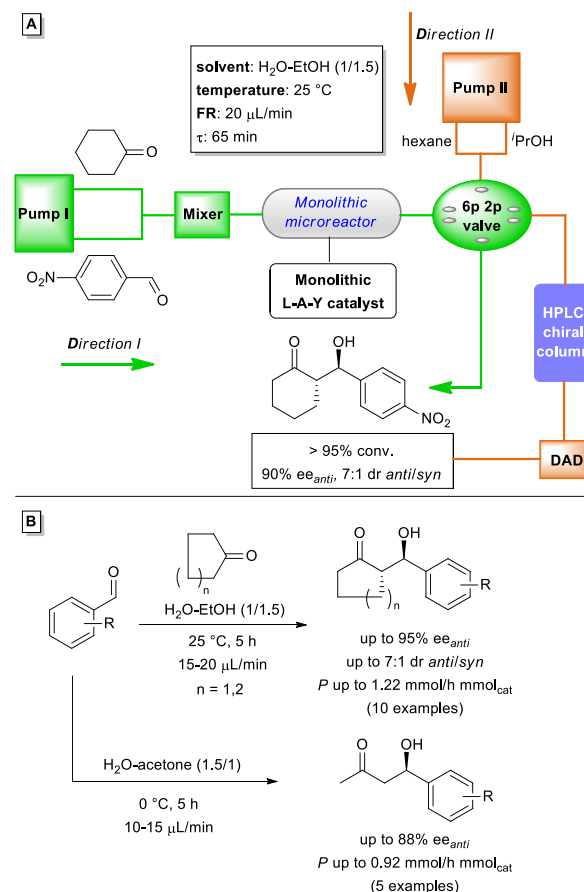 A
Direction II
solvent: H2O-EtOH (1/1.5)
temperature: 25 °C
FR: 20 μL/min
τ: 65 min
Pump II
hexane
iPrOH
O
Pump I
Mixer
Monolithic
microreactor
6p 2p
valve
NO2
O
Monolithic
L-A-Y catalyst
HPLC
chiral
column
Direction I
O
OH
NO2
> 95% conv.
90% eeanti, 7:1 dr anti/syn
DAD
B
O
R
O
( )n
H2O-EtOH (1/1.5)
25 °C, 5 h
15-20 μL/min
n = 1,2
O
OH
R
( )n
up to 95% eeanti
up to 7:1 dr anti/syn
P up to 1.22 mmol/h mmolcat
(10 examples)
H2O-acetone (1.5/1)
0 °C, 5 h
10-15 μL/min
O
OH
R
up to 88% eeanti
P up to 0.92 mmol/h mmolcat
(5 examples)